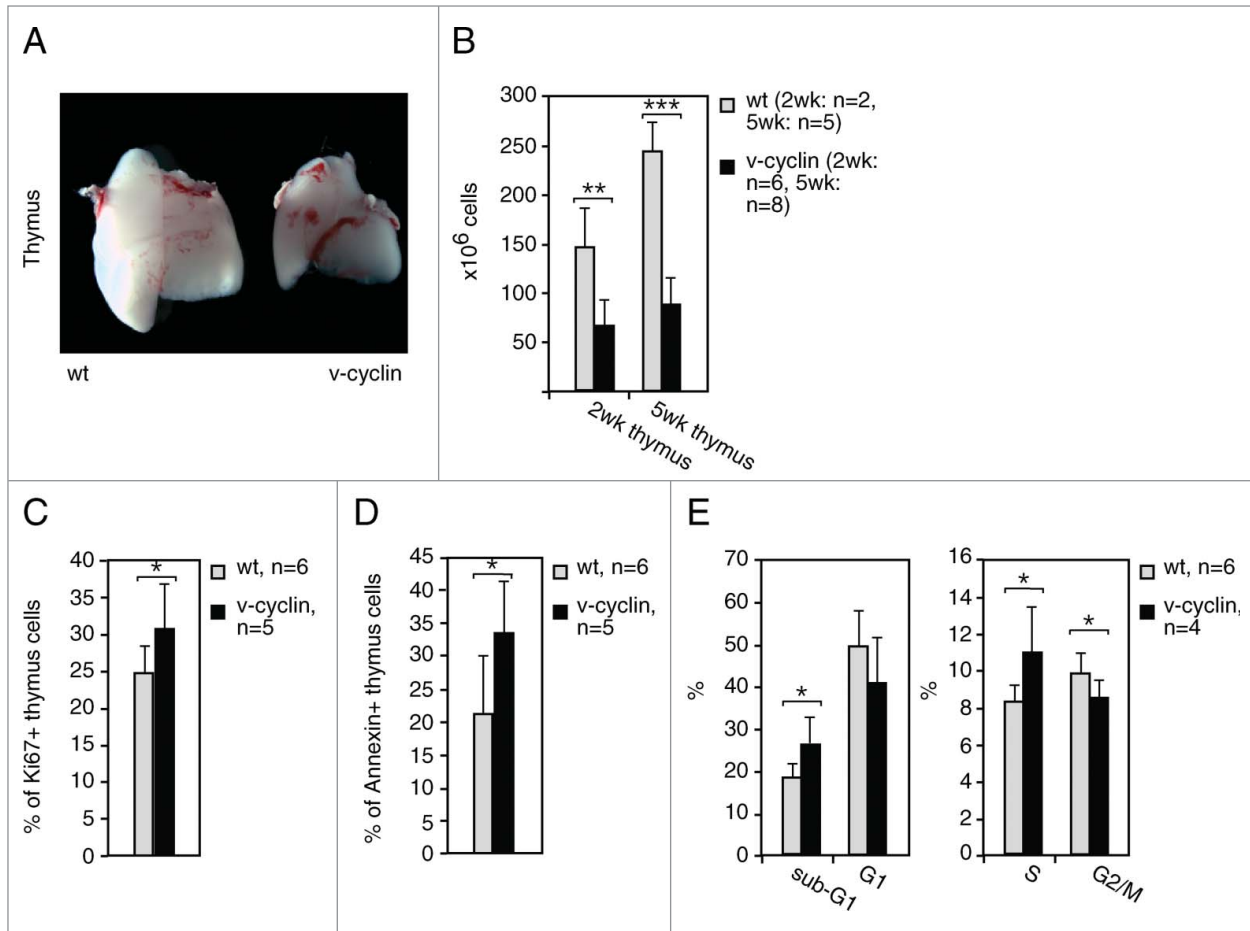 A
Thymus
wt
v-cyclin
B
300
250
200
150
100
50
x10⁶ cells
**
***
2wk thymus
5wk thymus
wt (2wk: n=2,
5wk: n=5)
v-cyclin (2wk:
n=6, 5wk:
n=8)
C
% of Ki67+ thymus cells
40
35
30
25
20
15
10
5
0
*
wt, n=6
v-cyclin,
n=5
D
% of Annexin+ thymus cells
45
40
35
30
25
20
15
10
5
0
*
wt, n=6
v-cyclin,
n=5
E
%
70
60
50
40
30
20
10
0
*
sub-G1
G1
%
16
14
12
10
8
6
4
2
0
*
*
S
G2/M
wt, n=6
v-cyclin,
n=4